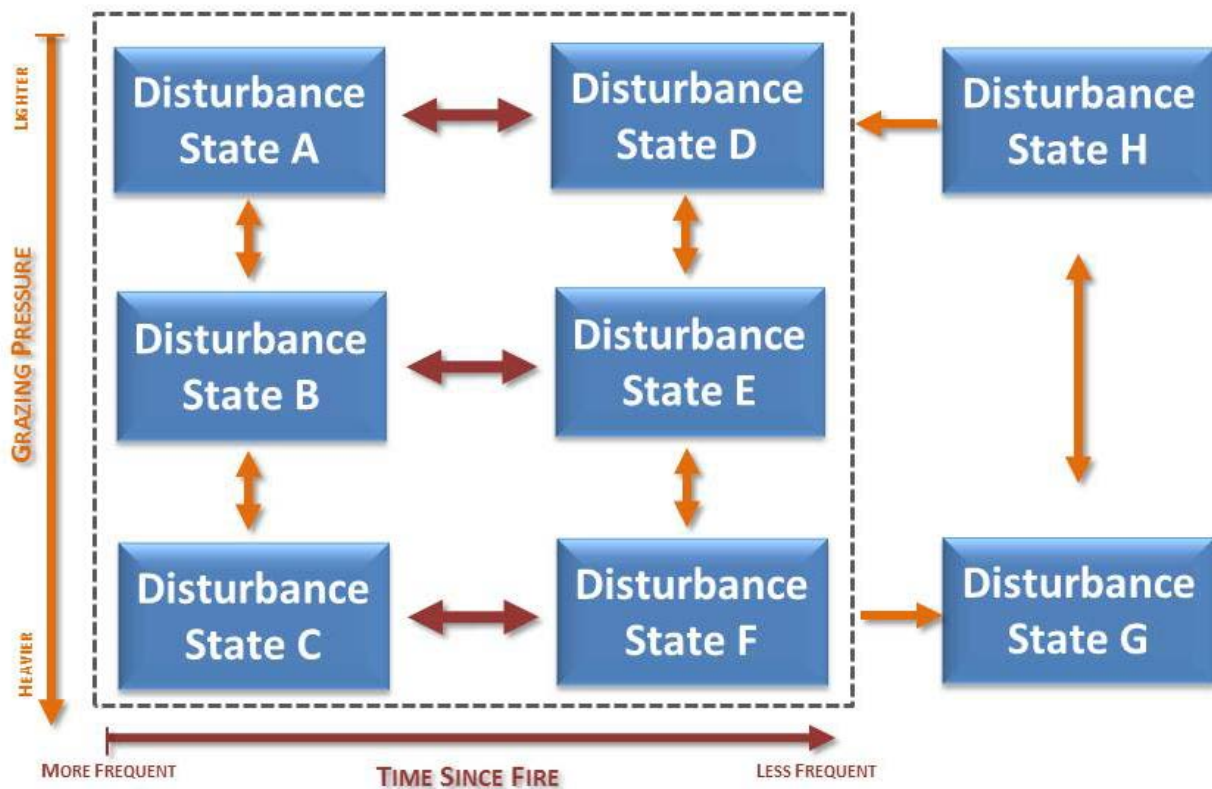 LIGHTER
GRAZING PRESSURE
HEAVIER
Disturbance
State A
Disturbance
State D
Disturbance
State H
Disturbance
State B
Disturbance
State E
Disturbance
State C
Disturbance
State F
Disturbance
State G
MORE FREQUENT
TIME SINCE FIRE
LESS FREQUENT